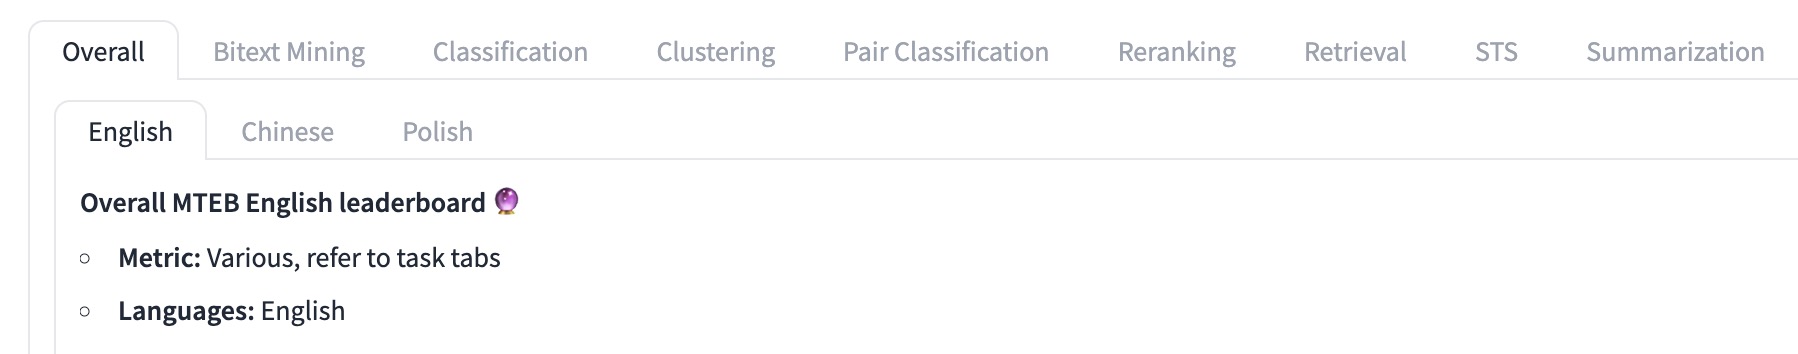 Overall Bitext Mining Classification Clustering Pair Classification Reranking Retrieval STS Summarization
English Chinese Polish
Overall MTEB English leaderboard 🔮
Metric: Various, refer to task tabs
Languages: English